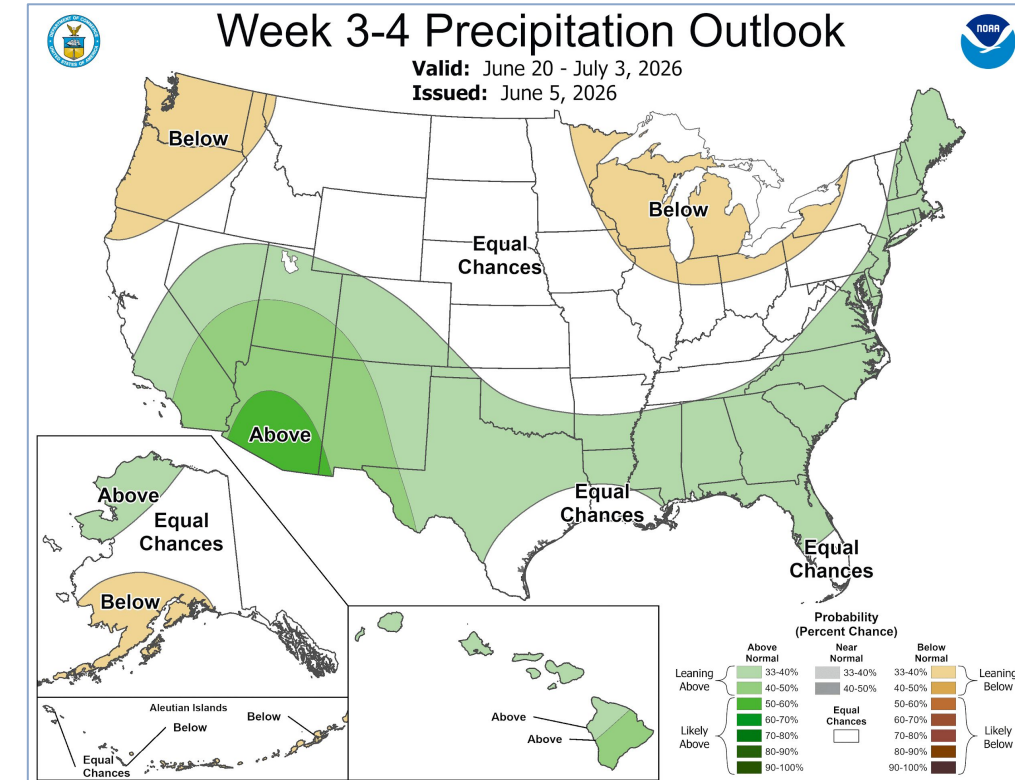 Week 3-4 Precipitation Outlook
Valid: June 20 - July 3, 2026
Issued: June 5, 2026
NOAA
Below
Below
Equal
Chances
Above
Equal
Chances
Equal
Chances
Above
Equal
Chances
Below
Aleutian Islands
Below
Below
Equal
Chances
Above
Above
Probability
(Percent Chance)
Above
Normal
Near
Normal
Below
Normal
Leaning
Above
33-40%
40-50%
Likely
Above
50-60%
60-70%
70-80%
80-90%
90-100%
33-40%
40-50%
Equal
Chances
33-40%
40-50%
Leaning
Below
50-60%
60-70%
70-80%
80-90%
90-100%
Likely
Below